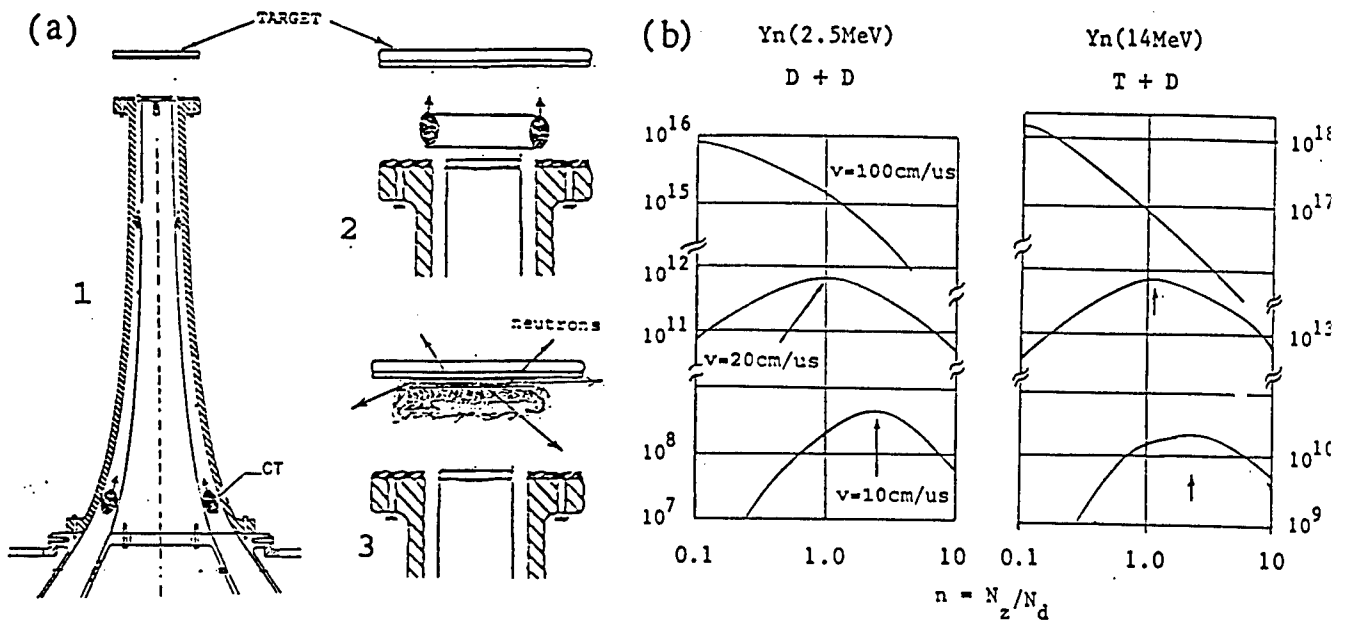 (a)
TARGET
1
2
neutrons
CT
3
(b)
Yn(2.5MeV)
D + D
Yn(14MeV)
T + D
10^16
10^15
10^12
10^11
10^8
10^7
v=100cm/us
v=20cm/us
v=10cm/us
0.1
1.0
10
10^18
10^17
10^13
10^10
10^9
0.1
1.0
10
n = N_z/N_d